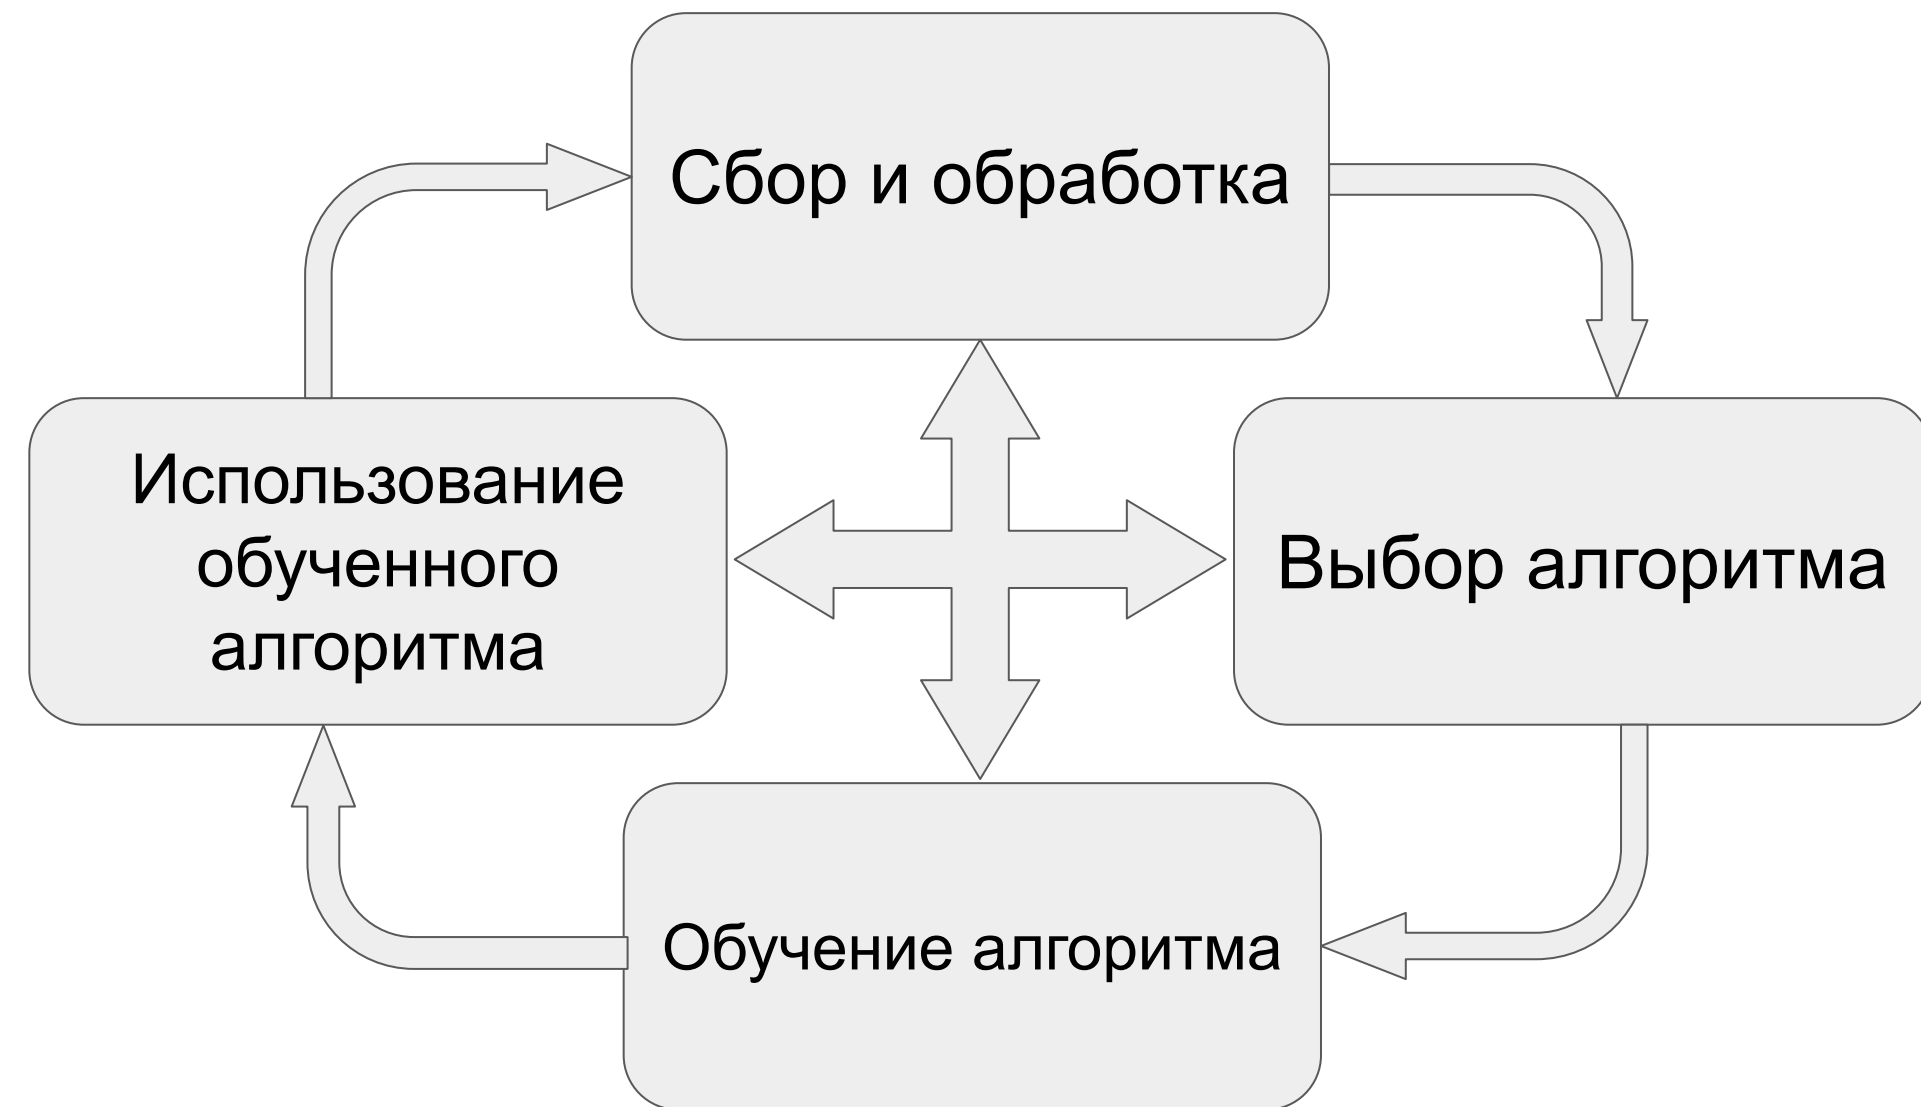 Сбор и обработка
Использование
обученного
алгоритма
Выбор алгоритма
Обучение алгоритма